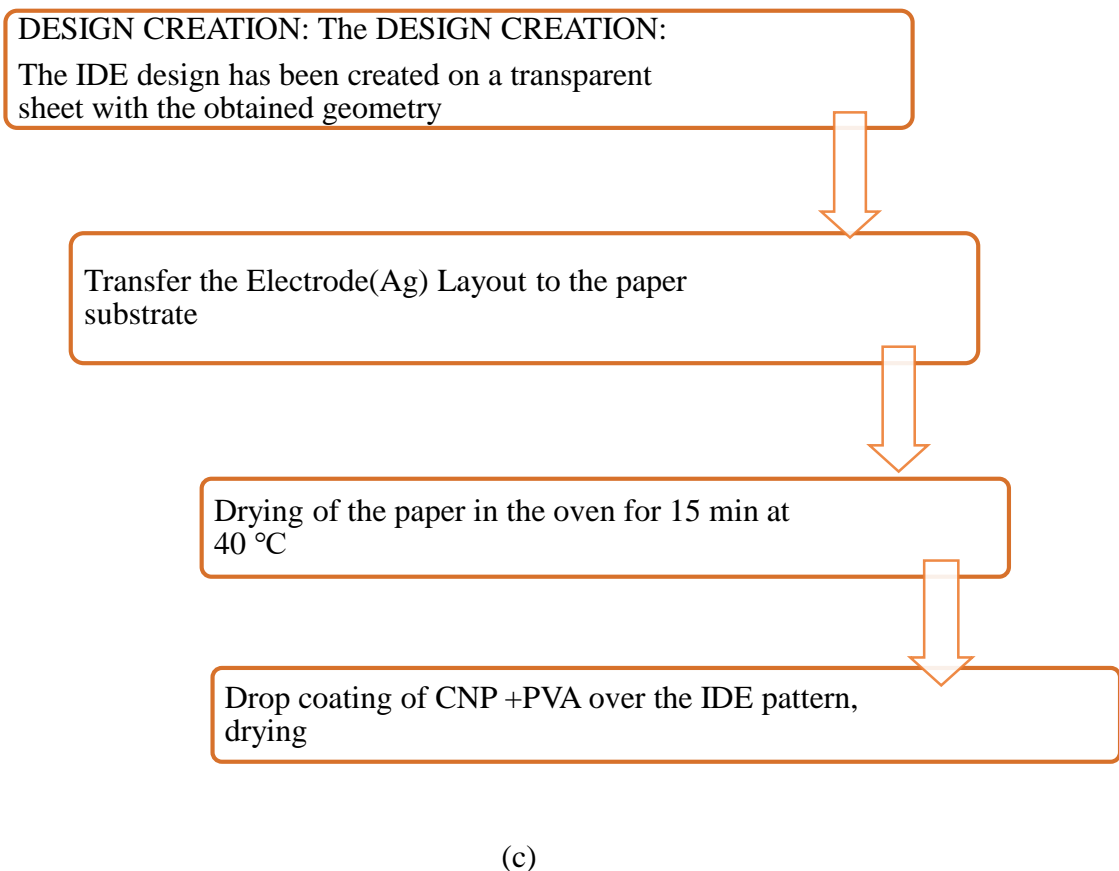 DESIGN CREATION: The DESIGN CREATION:
The IDE design has been created on a transparent
sheet with the obtained geometry
Transfer the Electrode(Ag) Layout to the paper
substrate
Drying of the paper in the oven for 15 min at
40 ℃
Drop coating of CNP +PVA over the IDE pattern,
drying
(c)